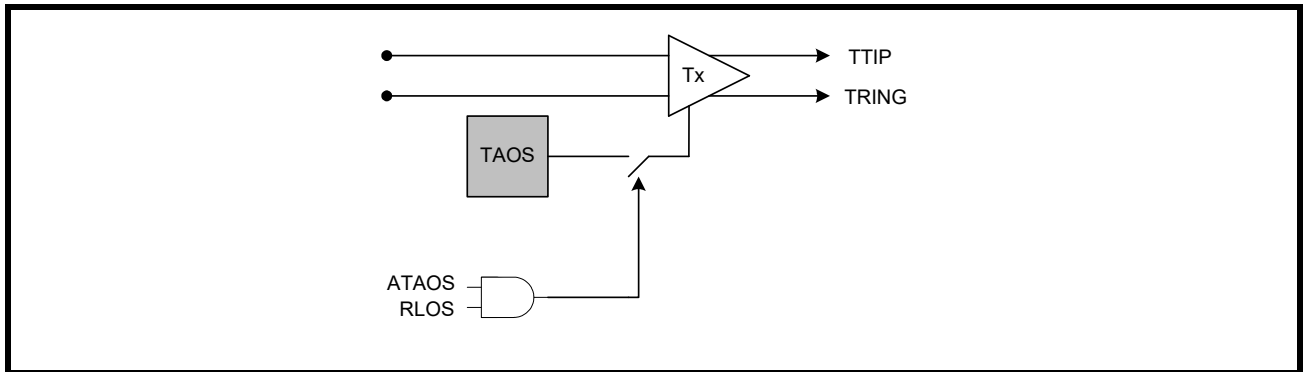 Tx
TTIP
TRING
TAOS
ATAOS
RLOS